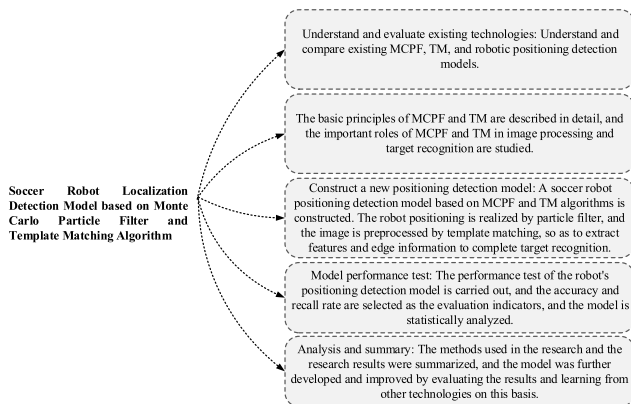 Soccer Robot Localization
Detection Model based on Monte
Carlo Particle Filter and
Template Matching Algorithm
Understand and evaluate existing technologies: Understand and
compare existing MCPF, TM, and robotic positioning detection
models.
The basic principles of MCPF and TM are described in detail, and
the important roles of MCPF and TM in image processing and
target recognition are studied.
Construct a new positioning detection model: A soccer robot
positioning detection model based on MCPF and TM algorithms is
constructed. The robot positioning is realized by particle filter, and
the image is preprocessed by template matching, so as to extract
features and edge information to complete target recognition.
Model performance test: The performance test of the robot's
positioning detection model is carried out, and the accuracy and
recall rate are selected as the evaluation indicators, and the model is
statistically analyzed.
Analysis and summary: The methods used in the research and the
research results were summarized, and the model was further
developed and improved by evaluating the results and learning from
other technologies on this basis.